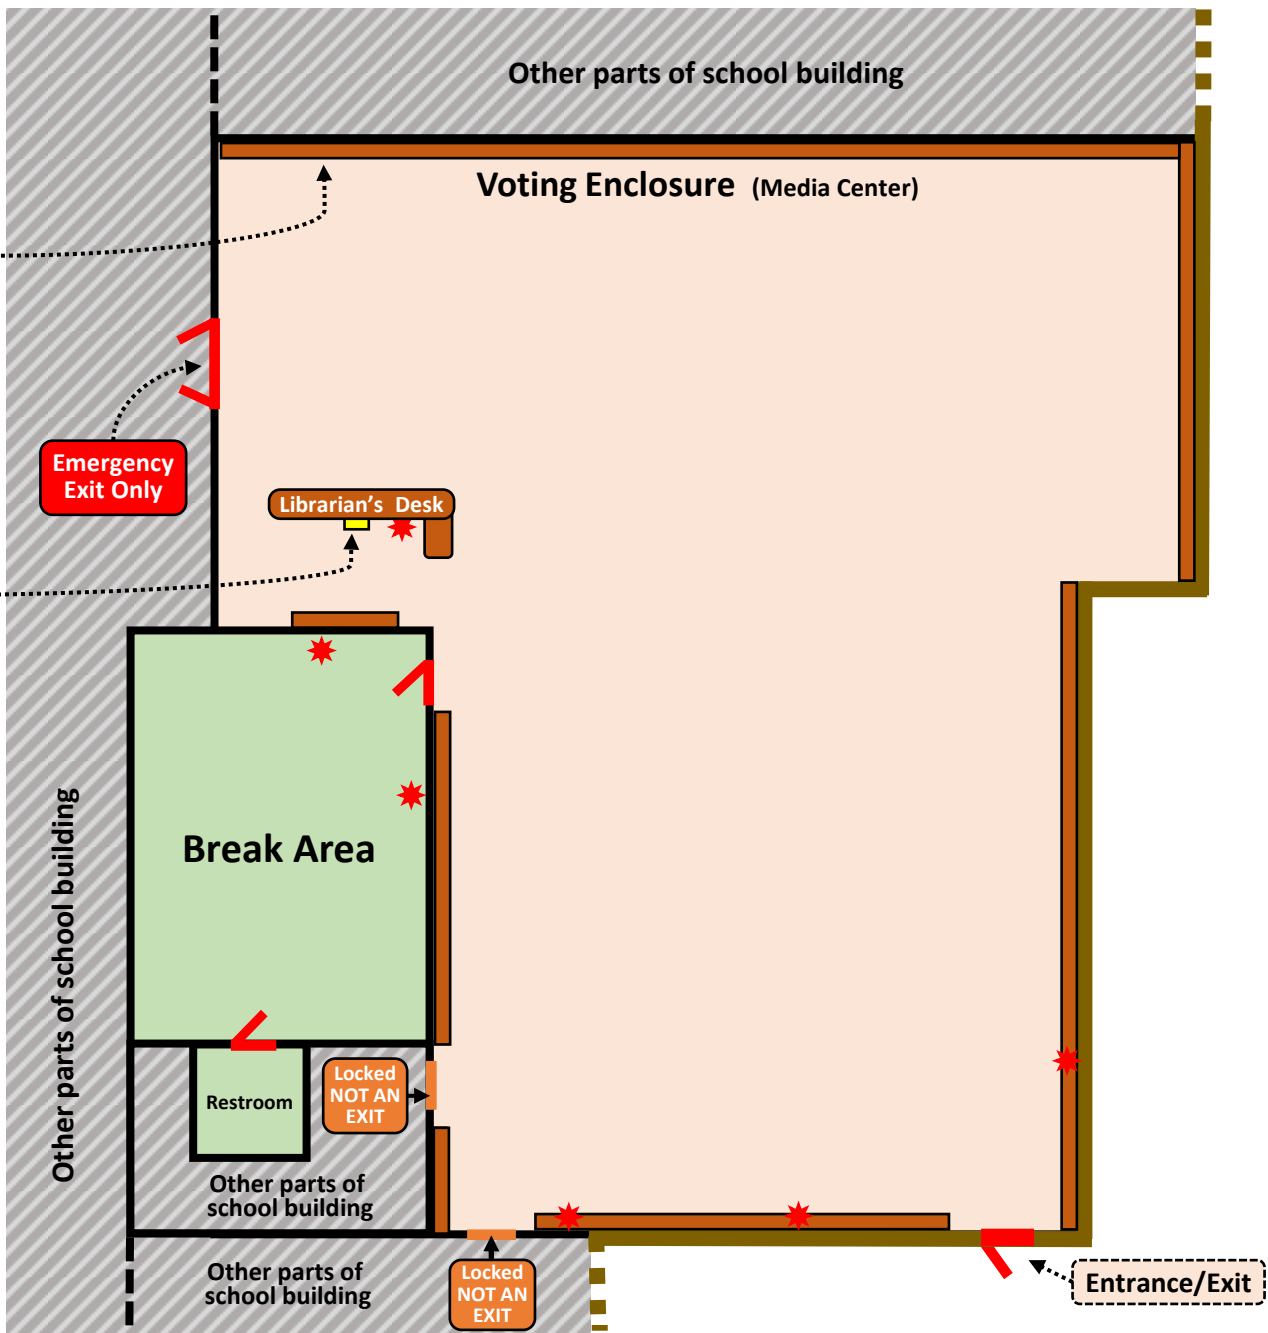 Other parts of school building
Voting Enclosure (Media Center)
Emergency
Exit Only
Librarian's Desk
Other parts of school building
Break Area
Restroom
Locked
NOT AN
EXIT
Other parts of
school building
Other parts of
school building
Locked
NOT AN
EXIT
Entrance/Exit